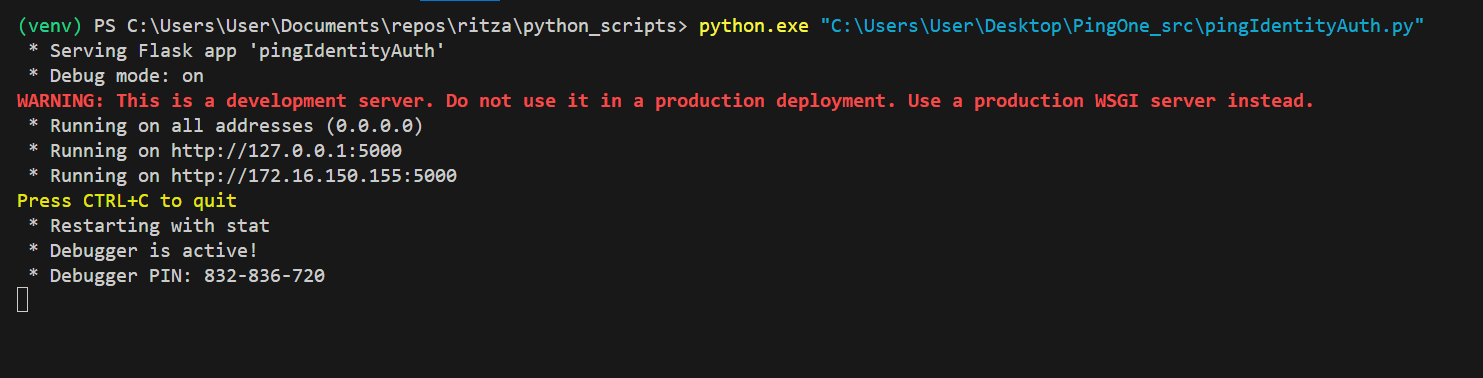 (venv) PS C:\Users\User\Documents\repos\ritza\python_scripts> python.exe "C:\Users\User\Desktop\PingOne_src\pingIdentityAuth.py"
 * Serving Flask app 'pingIdentityAuth'
 * Debug mode: on
WARNING: This is a development server. Do not use it in a production deployment. Use a production WSGI server instead.
 * Running on all addresses (0.0.0.0)
 * Running on http://127.0.0.1:5000
 * Running on http://172.16.150.155:5000
Press CTRL+C to quit
 * Restarting with stat
 * Debugger is active!
 * Debugger PIN: 832-836-720